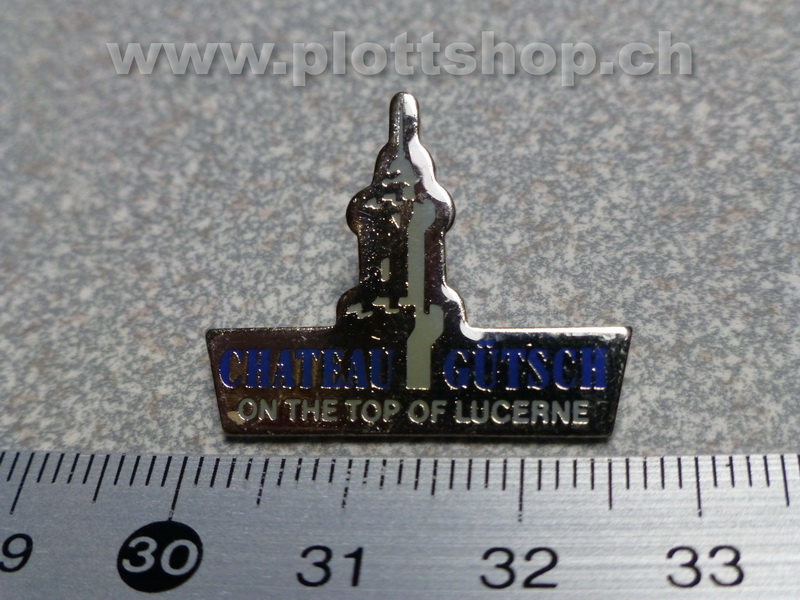 www.plottshop.ch
CHATEAU GÜTSCH
ON THE TOP OF LUCERNE
9 30 31 32 33